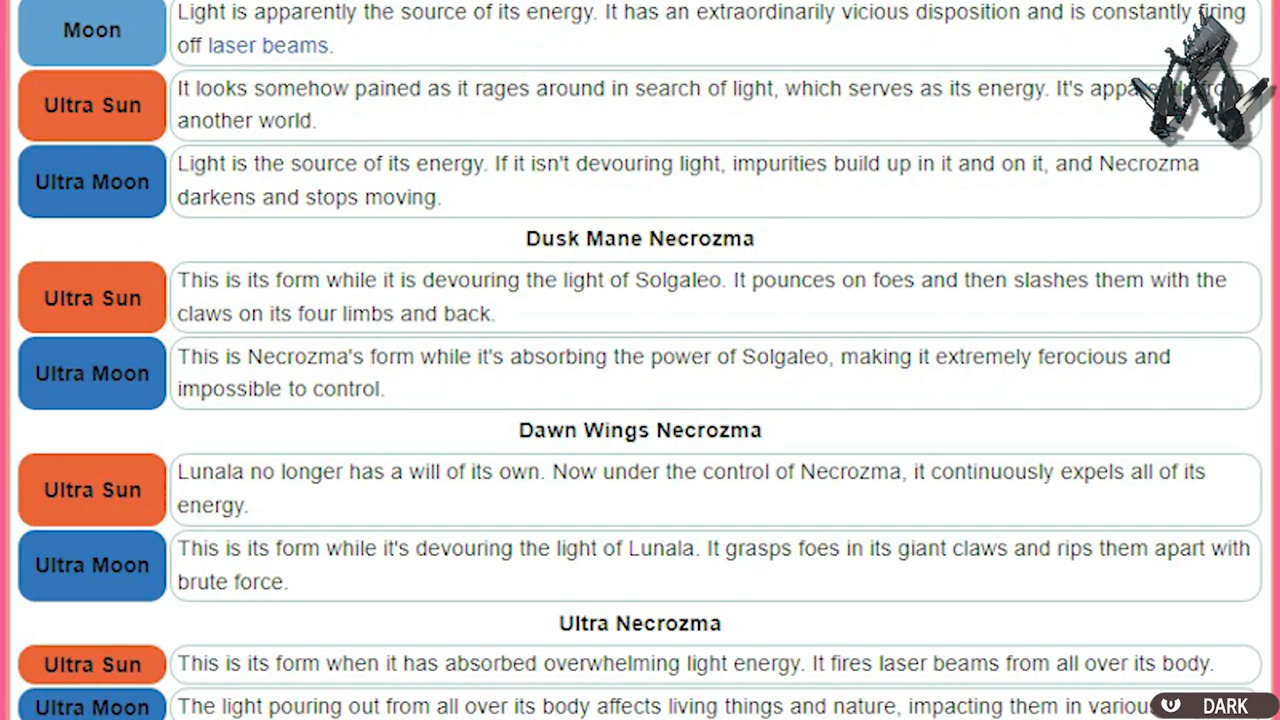 Moon
Light is apparently the source of its energy. It has an extraordinarily vicious disposition and is constantly firing
off laser beams.
Ultra Sun
It looks somehow pained as it rages around in search of light, which serves as its energy. It's apparently from
another world.
Ultra Moon
Light is the source of its energy. If it isn't devouring light, impurities build up in it and on it, and Necrozma
darkens and stops moving.
Dusk Mane Necrozma
Ultra Sun
This is its form while it is devouring the light of Solgaleo. It pounces on foes and then slashes them with the
claws on its four limbs and back.
Ultra Moon
This is Necrozma's form while it's absorbing the power of Solgaleo, making it extremely ferocious and
impossible to control.
Dawn Wings Necrozma
Ultra Sun
Lunala no longer has a will of its own. Now under the control of Necrozma, it continuously expels all of its
energy.
Ultra Moon
This is its form while it's devouring the light of Lunala. It grasps foes in its giant claws and rips them apart with
brute force.
Ultra Necrozma
Ultra Sun
This is its form when it has absorbed overwhelming light energy. It fires laser beams from all over its body.
Ultra Moon
The light pouring out from all over its body affects living things and nature, impacting them in various
DARK